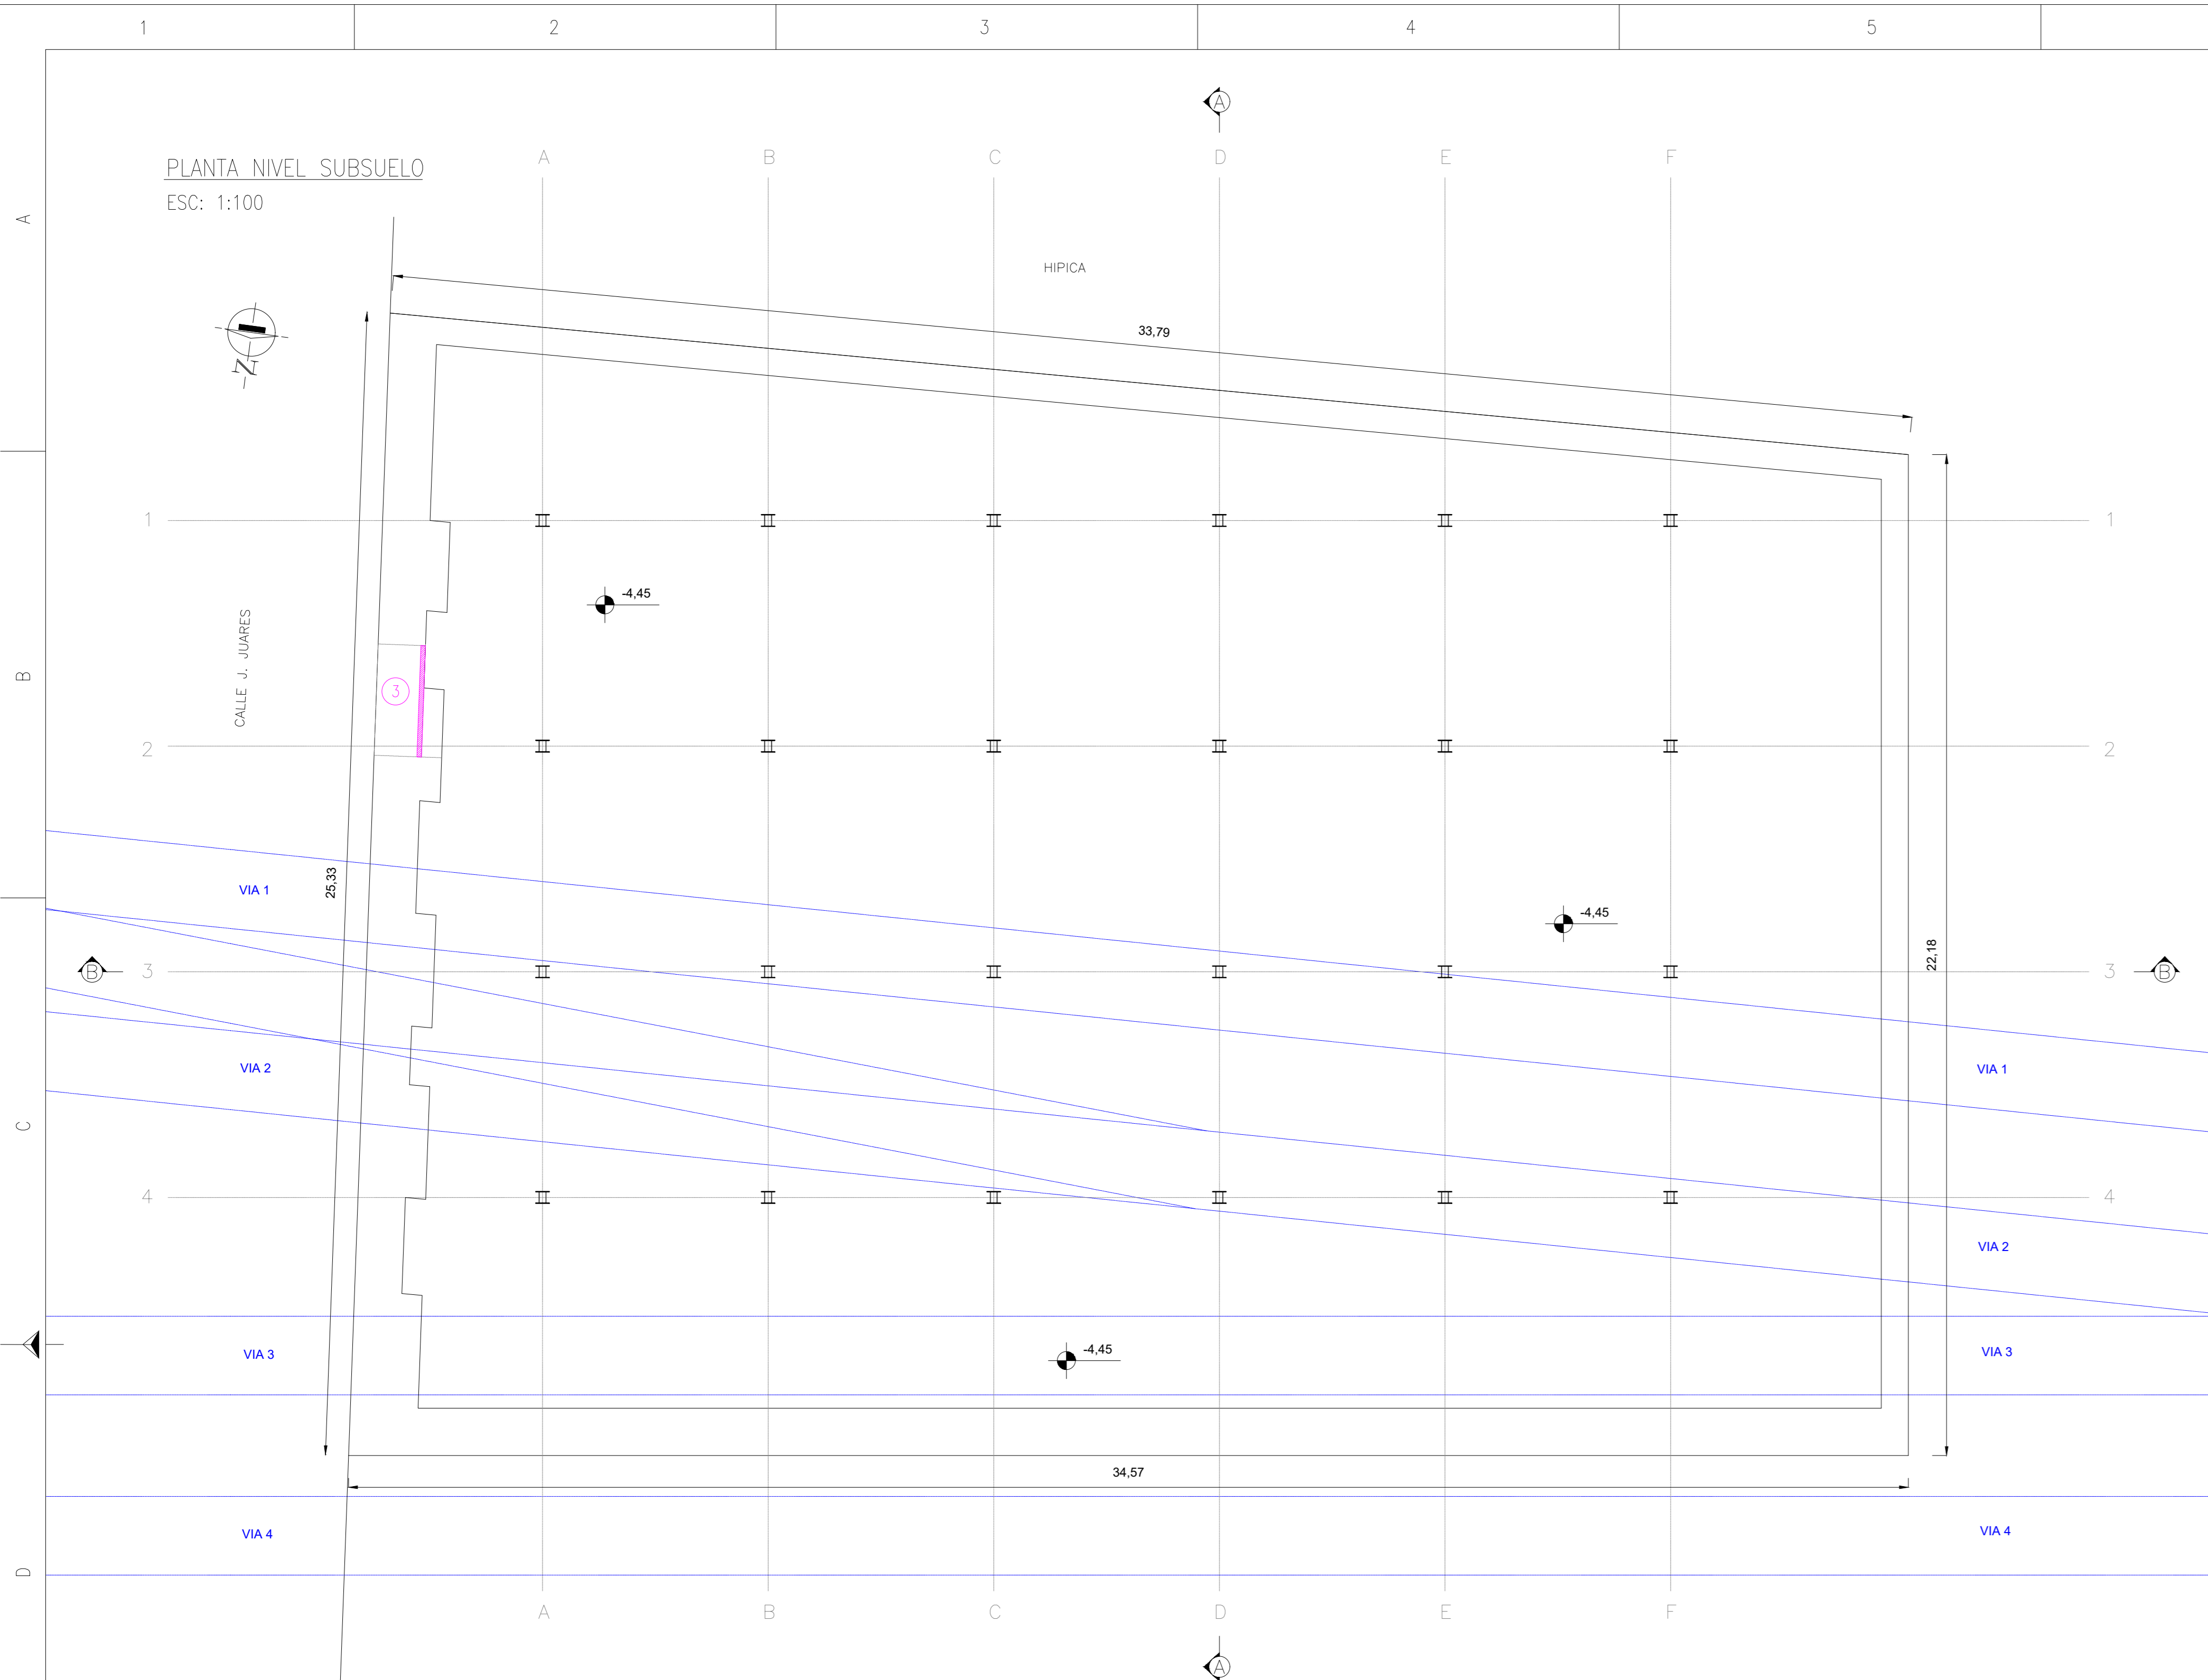 1 2 3 4 5
A
A B C D E F
PLANTA NIVEL SUBSUELO
ESC: 1:100
A
HIPICA
33,79
N
1 1
-4,45
CALLE J. JUARES
B
3
2 2
25,33
VIA 1
-4,45
22,18
B 3 3 B
VIA 2
VIA 1
C
4 4
VIA 2
VIA 3
-4,45
VIA 3
34,57
VIA 4
VIA 4
D
A B C D E F
A